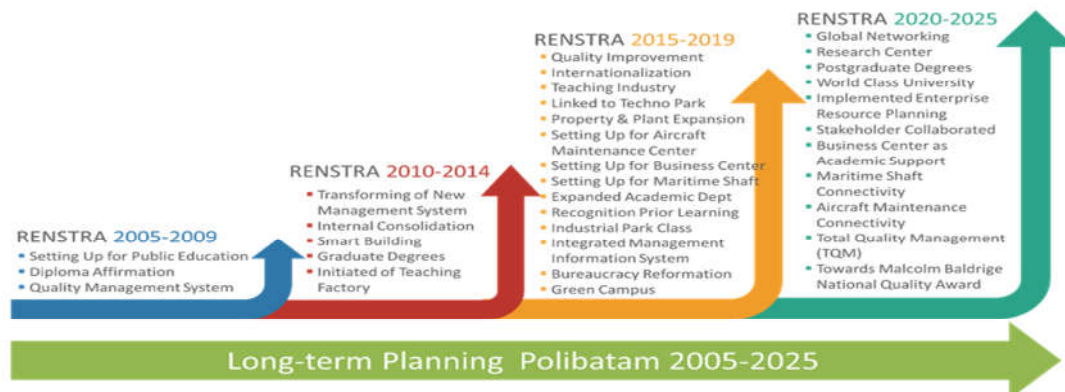 RENSTRA 2005-2009
Setting Up for Public Education
Diploma Affirmation
Quality Management System
RENSTRA 2010-2014
Transforming of New
Management System
Internal Consolidation
Smart Building
Graduate Degrees
Initiated of Teaching
Factory
RENSTRA 2015-2019
Quality Improvement
Internationalization
Teaching Industry
Linked to Techno Park
Property & Plant Expansion
Setting Up for Aircraft
Maintenance Center
Setting Up for Business Center
Setting Up for Maritime Shaft
Expanded Academic Dept
Recognition Prior Learning
Industrial Park Class
Integrated Management
Information System
Bureaucracy Reformation
Green Campus
RENSTRA 2020-2025
Global Networking
Research Center
Postgraduate Degrees
World Class University
Implemented Enterprise
Resource Planning
Stakeholder Collaborated
Business Center as
Academic Support
Maritime Shaft
Connectivity
Aircraft Maintenance
Connectivity
Total Quality Management
(TQM)
Towards Malcolm Baldrige
National Quality Award
Long-term Planning Polibatam 2005-2025